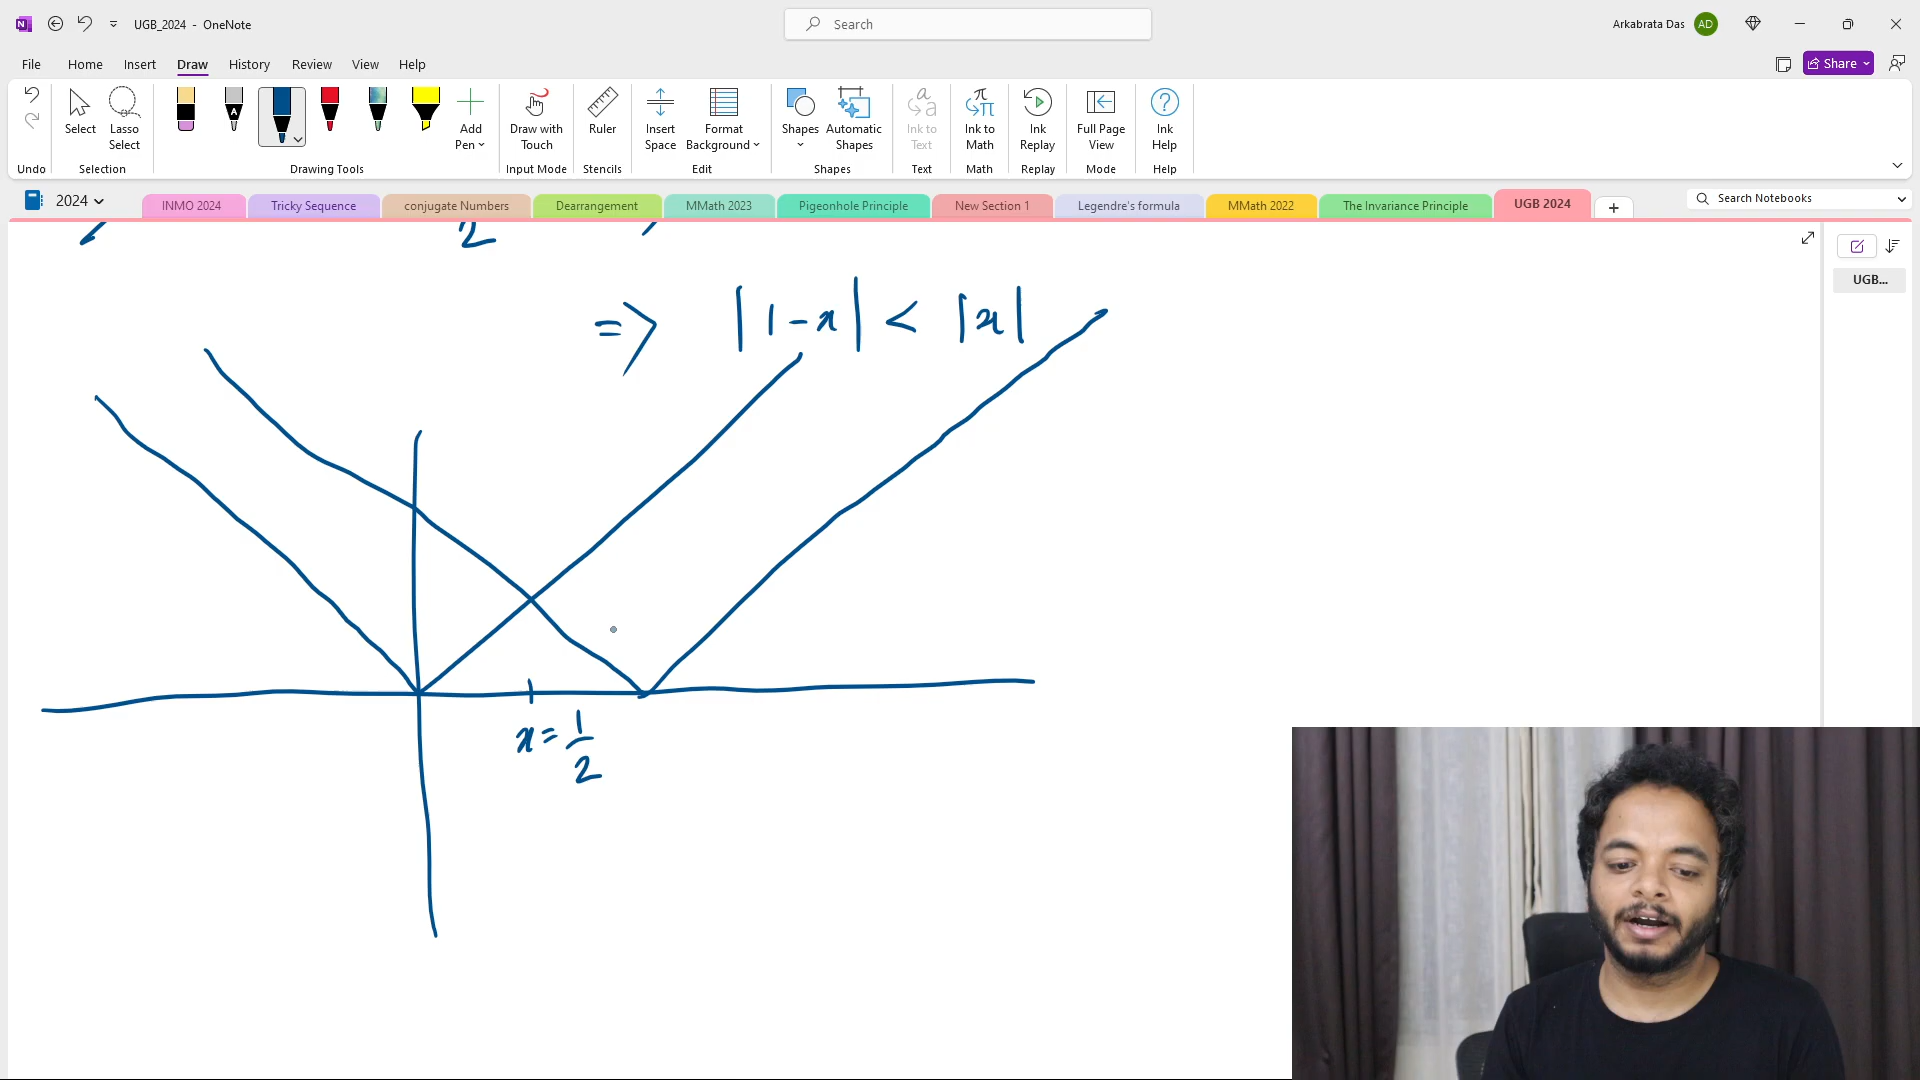 UGB_2024 - OneNote
Search
Arkabrata Das AD
File Home Insert Draw History Review View Help
Share
Select
Lasso Select
A
Add Pen
Draw with Touch
Ruler
Insert Space
Format Background
Shapes
Automatic Shapes
Ink to Text
Ink to Math
Ink Replay
Full Page View
Ink Help
Undo Selection Drawing Tools Input Mode Stencils Edit Shapes Text Math Replay Mode Help
2024 INMO 2024 Tricky Sequence conjugate Numbers Dearrangement MMath 2023 Pigeonhole Principle New Section 1 Legendre's formula MMath 2022 The Invariance Principle UGB 2024 +
Search Notebooks
UGB...
2
=> |1-x| < |x|
x = 1/2